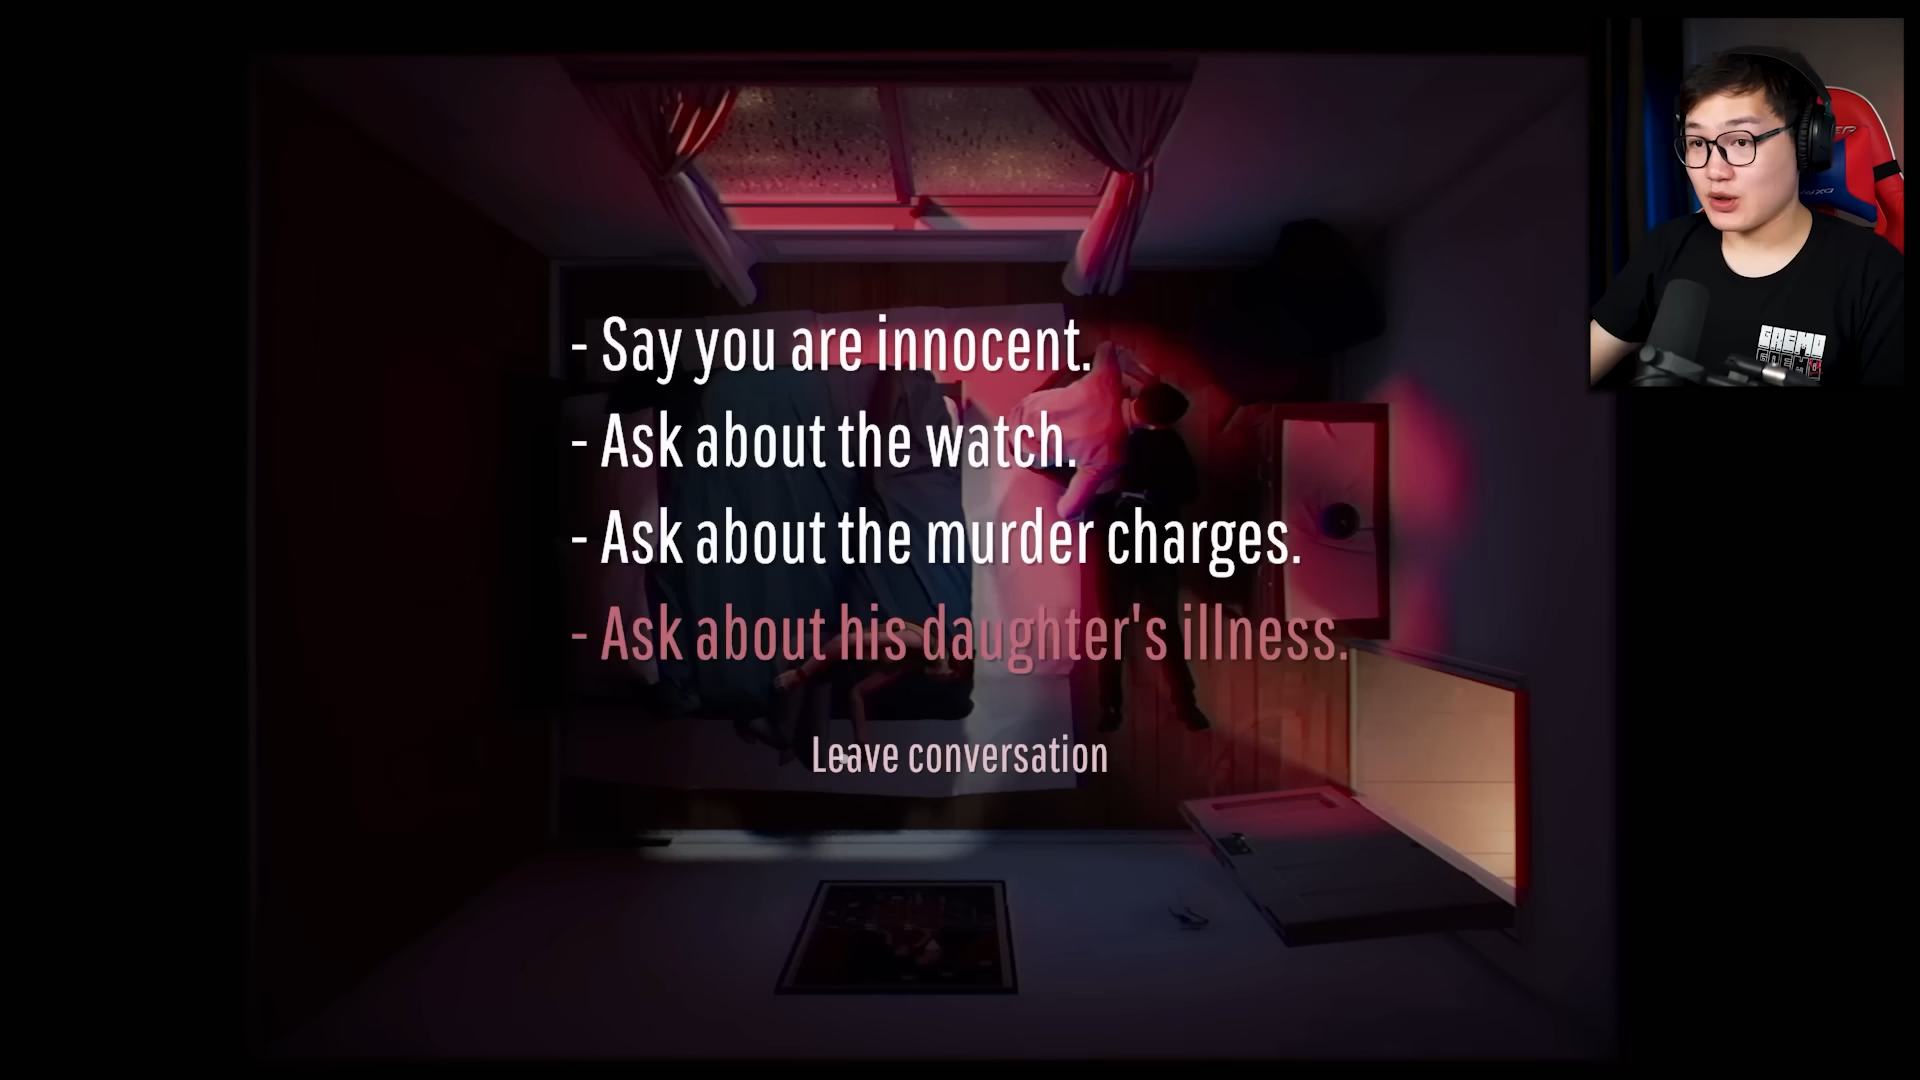 - Say you are innocent.
- Ask about the watch.
- Ask about the murder charges.
- Ask about his daughter's illness.
Leave conversation
GREMO